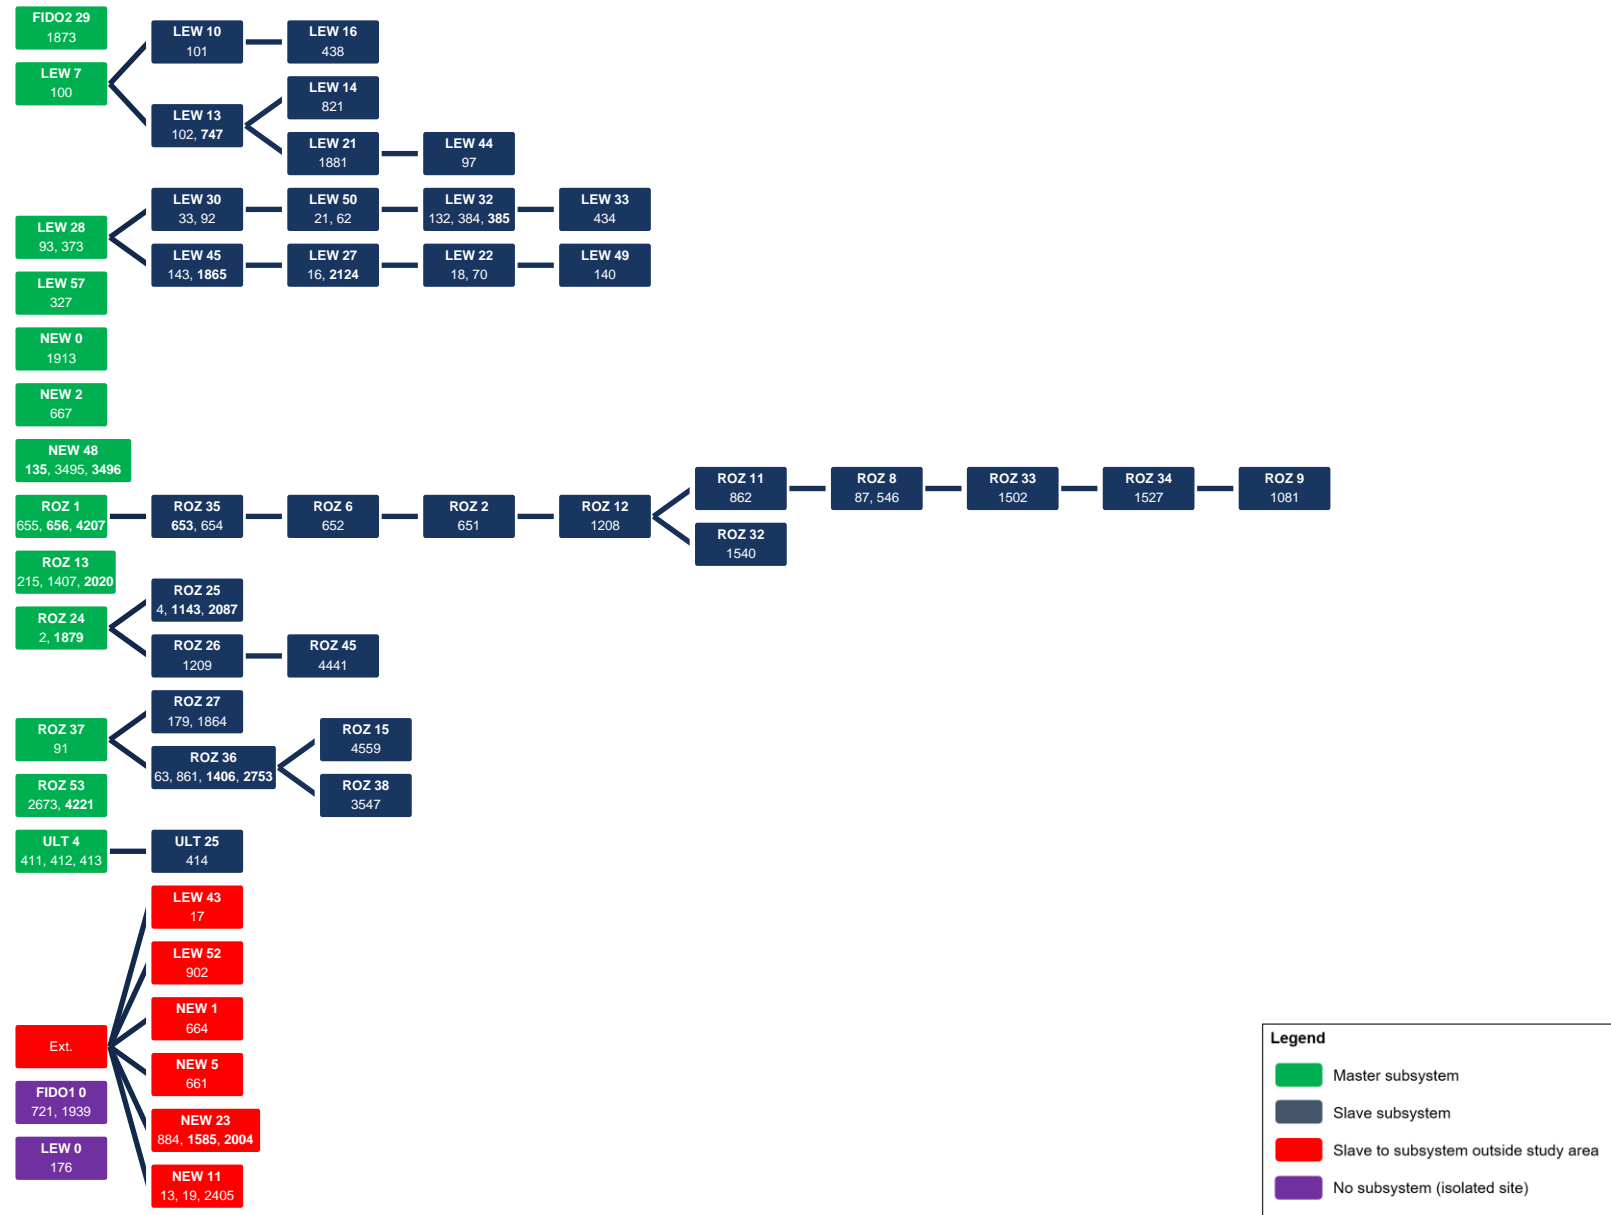 FIDO2 29
1873
LEW 7
100
LEW 10
101
LEW 16
438
LEW 13
102, 747
LEW 14
821
LEW 21
1881
LEW 44
97
LEW 28
93, 373
LEW 30
33, 92
LEW 50
21, 62
LEW 32
132, 384, 385
LEW 33
434
LEW 45
143, 1865
LEW 27
16, 2124
LEW 22
18, 70
LEW 49
140
LEW 57
327
NEW 0
1913
NEW 2
667
NEW 48
135, 3495, 3496
ROZ 1
655, 656, 4207
ROZ 35
653, 654
ROZ 6
652
ROZ 2
651
ROZ 12
1208
ROZ 11
862
ROZ 8
87, 546
ROZ 33
1502
ROZ 34
1527
ROZ 9
1081
ROZ 32
1540
ROZ 13
215, 1407, 2020
ROZ 24
2, 1879
ROZ 25
4, 1143, 2087
ROZ 26
1209
ROZ 45
4441
ROZ 37
91
ROZ 27
179, 1864
ROZ 36
63, 861, 1406, 2753
ROZ 15
4559
ROZ 38
3547
ROZ 53
2673, 4221
ULT 4
411, 412, 413
ULT 25
414
Ext.
LEW 43
17
LEW 52
902
NEW 1
664
NEW 5
661
NEW 23
884, 1585, 2004
NEW 11
13, 19, 2405
FIDO1 0
721, 1939
LEW 0
176
Legend
Master subsystem
Slave subsystem
Slave to subsystem outside study area
No subsystem (isolated site)